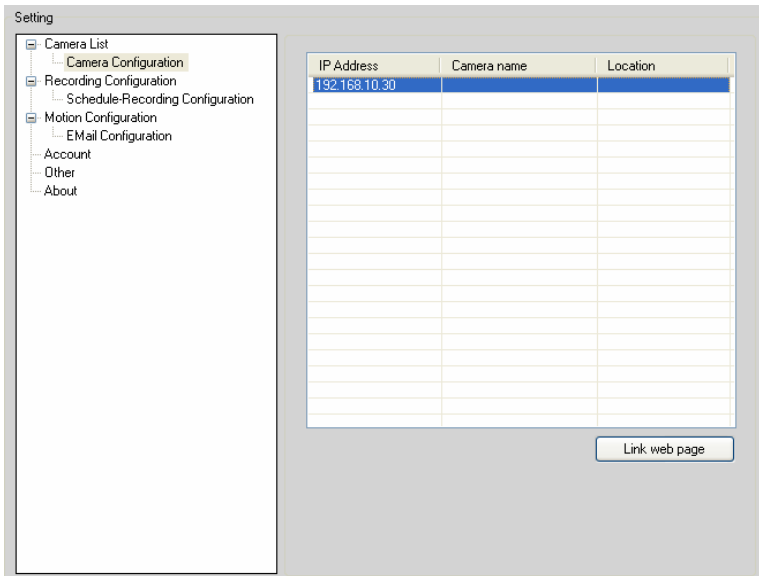 Setting
Camera List
Camera Configuration
Recording Configuration
Schedule-Recording Configuration
Motion Configuration
EMail Configuration
Account
Other
About
IP Address Camera name Location
192.168.10.30
Link web page